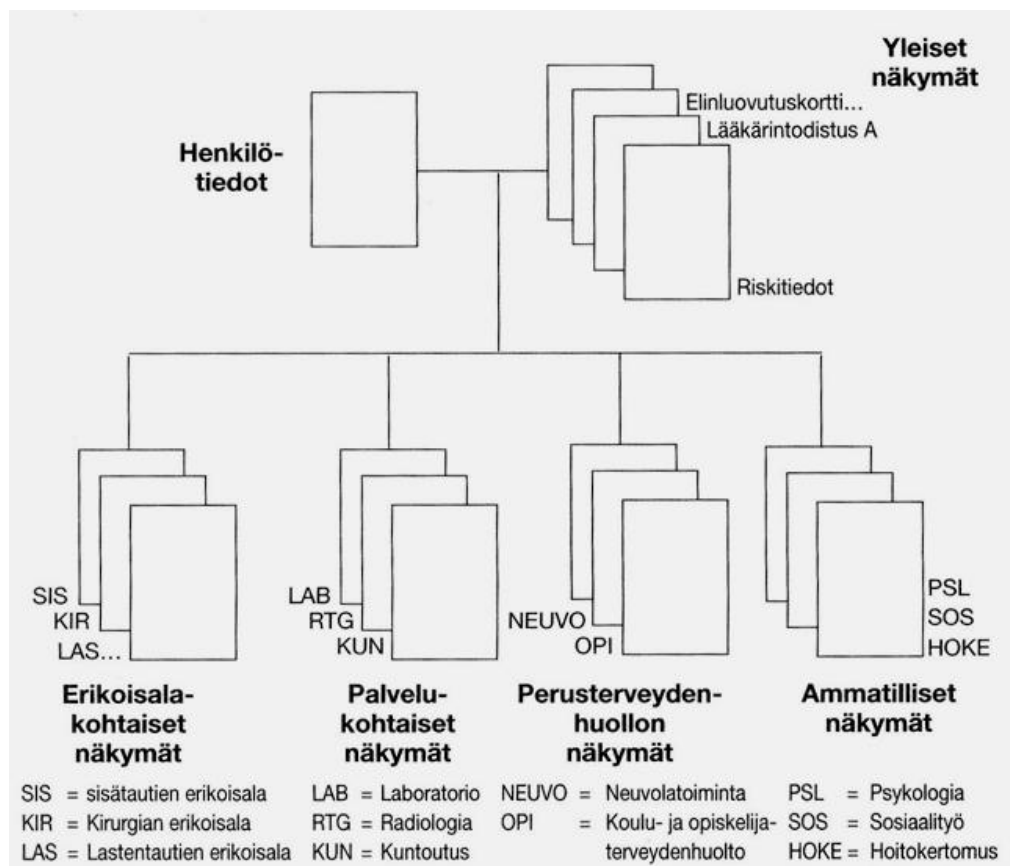 Yleiset
näkymät
Elinluovutuskortti...
Lääkärintodistus A
Henkilö-
tiedot
Riskitiedot
SIS
KIR
LAS...
LAB
RTG
KUN
NEUVO
OPI
PSL
SOS
HOKE
Erikoisala-
kohtaiset
näkymät
Palvelu-
kohtaiset
näkymät
Perusterveyden-
huollon
näkymät
Ammatilliset
näkymät
SIS = sisätautien erikoisala
KIR = Kirurgian erikoisala
LAS = Lastentautien erikoisala
LAB = Laboratorio
RTG = Radiologia
KUN = Kuntoutus
NEUVO = Neuvolatoiminta
OPI = Koulu- ja opiskelija-
terveydenhuolto
PSL = Psykologia
SOS = Sosiaalityö
HOKE = Hoitokertomus